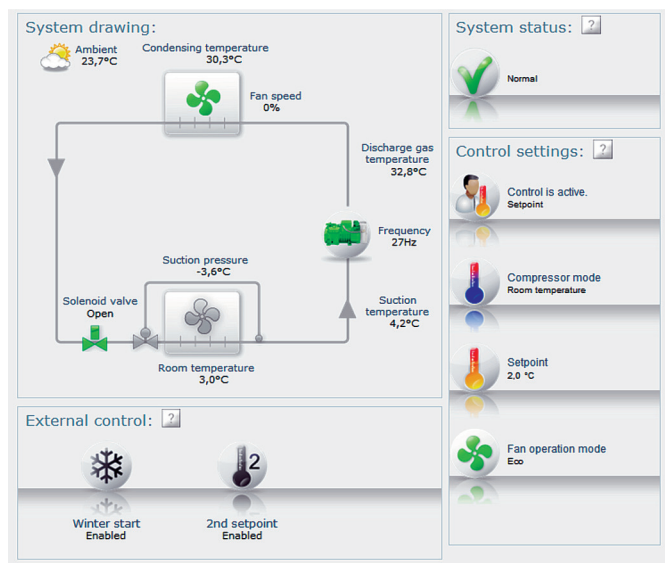 System drawing:
Ambient
23,7°C
Condensing temperature
30,3°C
Fan speed
0%
Discharge gas
temperature
32,8°C
Frequency
27Hz
Suction pressure
-3,6°C
Solenoid valve
Open
Suction
temperature
4,2°C
Room temperature
3,0°C
External control: ?
Winter start
Enabled
2
2nd setpoint
Enabled
System status: ?
Normal
Control settings: ?
Control is active.
Setpoint
Compressor mode
Room temperature
Setpoint
2,0 °C
Fan operation mode
Eco